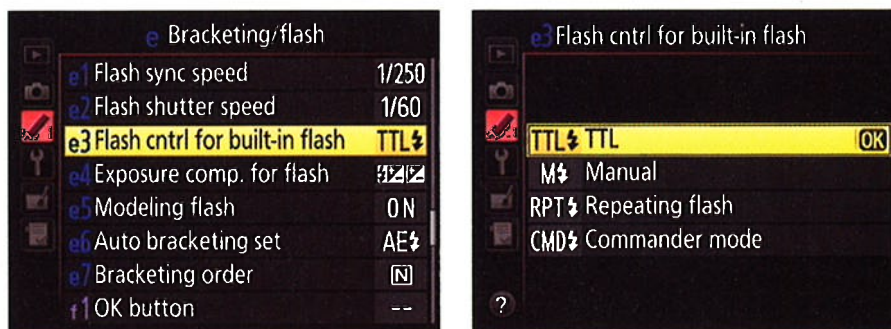 e Bracketing/flash
e1 Flash sync speed 1/250
e2 Flash shutter speed 1/60
e3 Flash cntrl for built-in flash TTL⚡
e4 Exposure comp. for flash
e5 Modeling flash ON
e6 Auto bracketing set AE⚡
e7 Bracketing order N
f1 OK button --
e3 Flash cntrl for built-in flash
TTL⚡ TTL OK
M⚡ Manual
RPT⚡ Repeating flash
CMD⚡ Commander mode
?